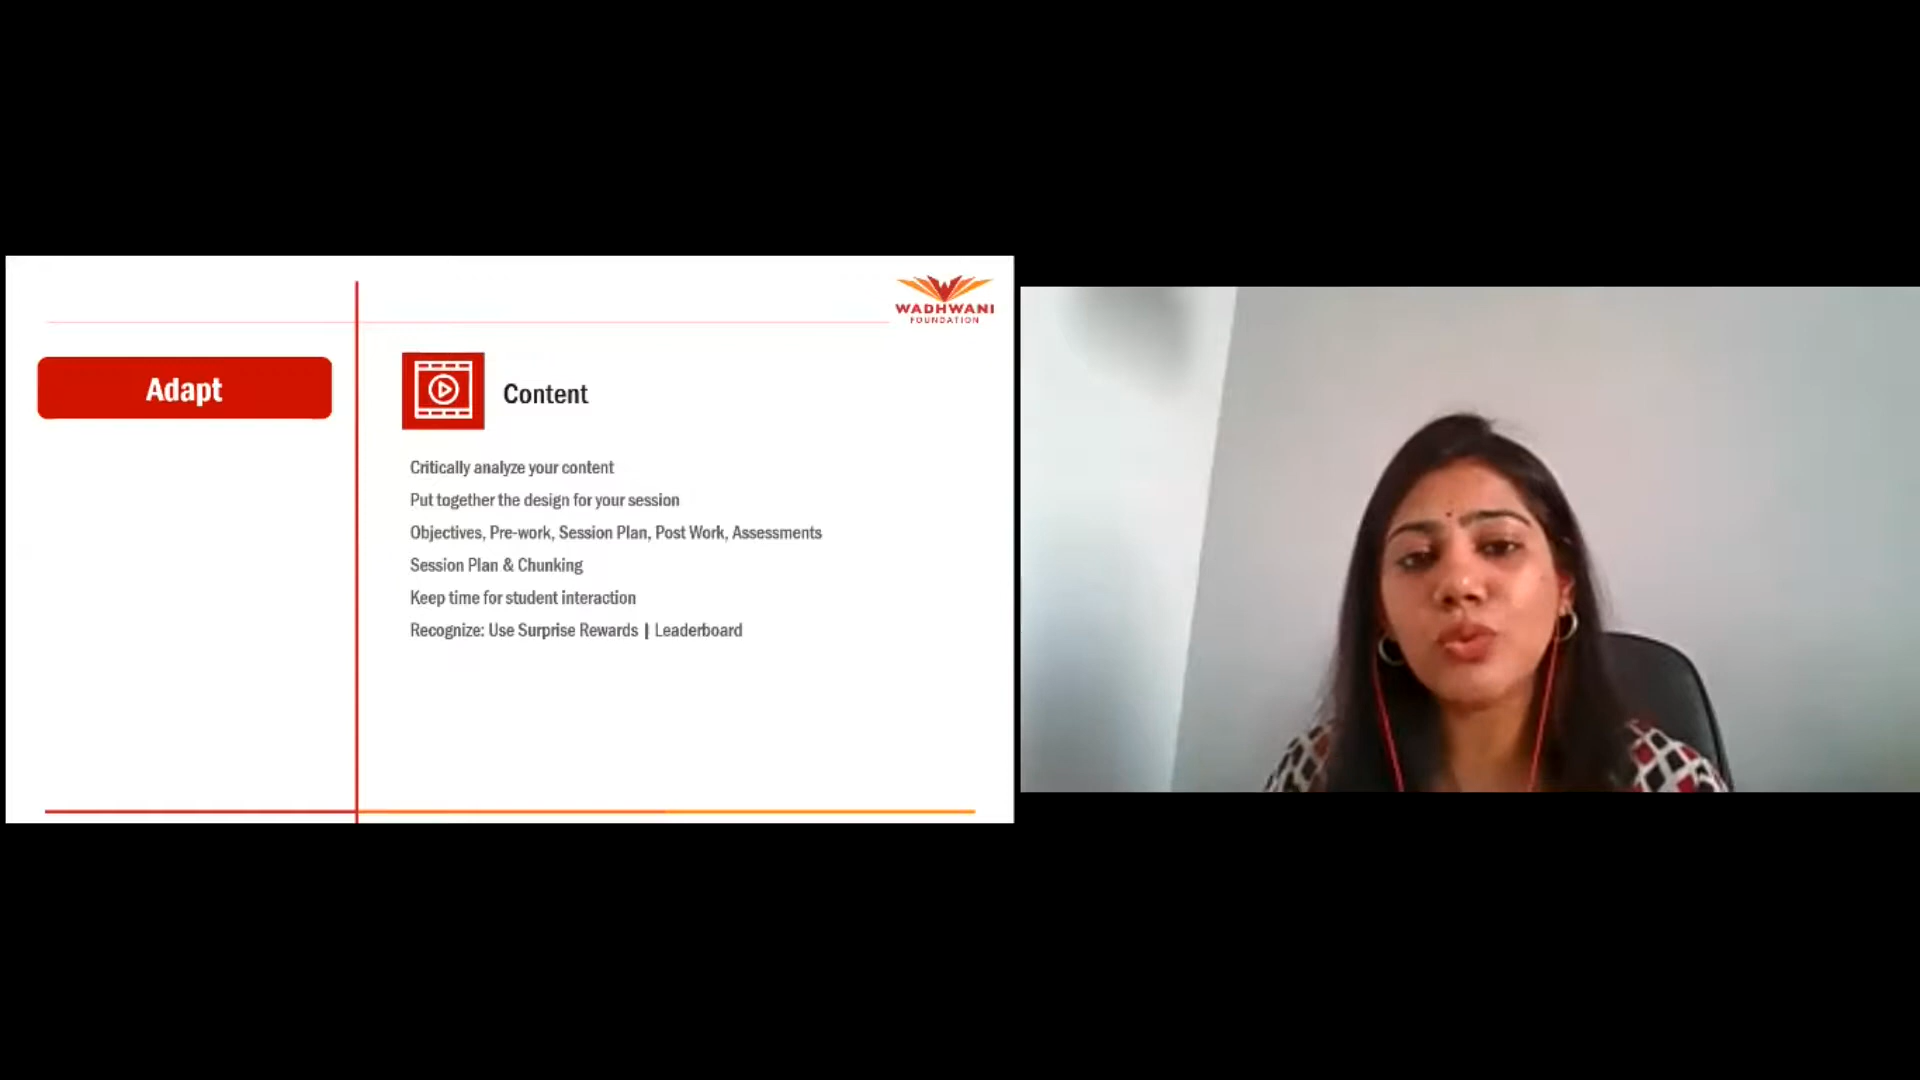 WADHWANI
FOUNDATION
Adapt
Content
Critically analyze your content
Put together the design for your session
Objectives, Pre-work, Session Plan, Post Work, Assessments
Session Plan & Chunking
Keep time for student interaction
Recognize: Use Surprise Rewards | Leaderboard